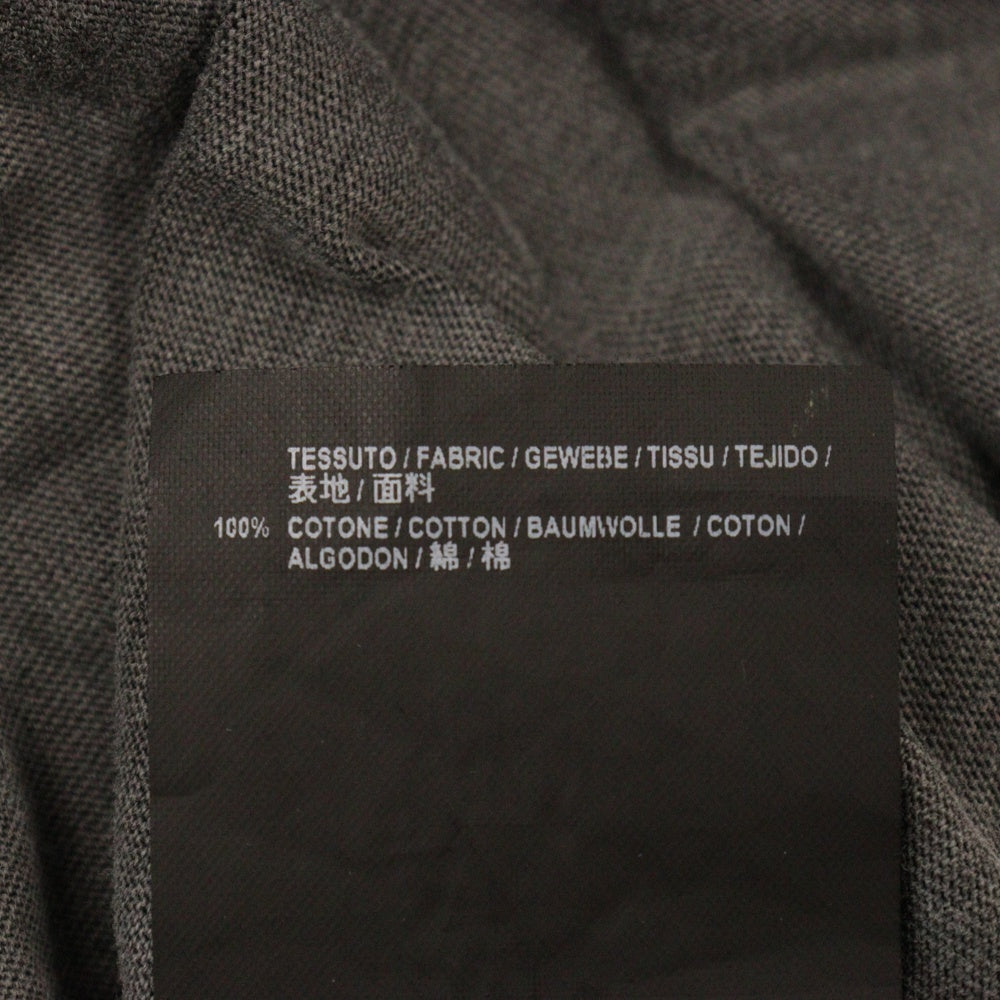 TESSUTO / FABRIC / GEWEBE / TISSU / TEJIDO /
表地 / 面料
100% COTONE / COTTON / BAUMWOLLE / COTON /
ALGODON / 綿 / 棉